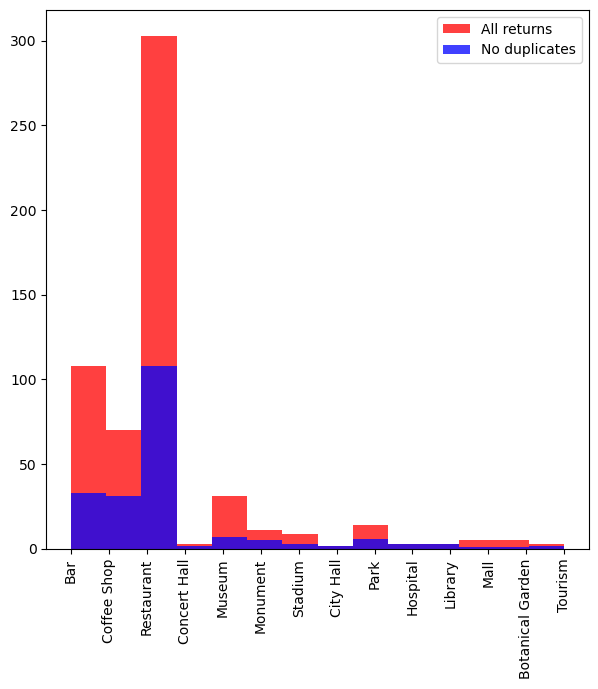 All returns
No duplicates
300
250
200
150
100
50
0
Bar
Coffee Shop
Restaurant
Concert Hall
Museum
Monument
Stadium
City Hall
Park
Hospital
Library
Mall
Botanical Garden
Tourism